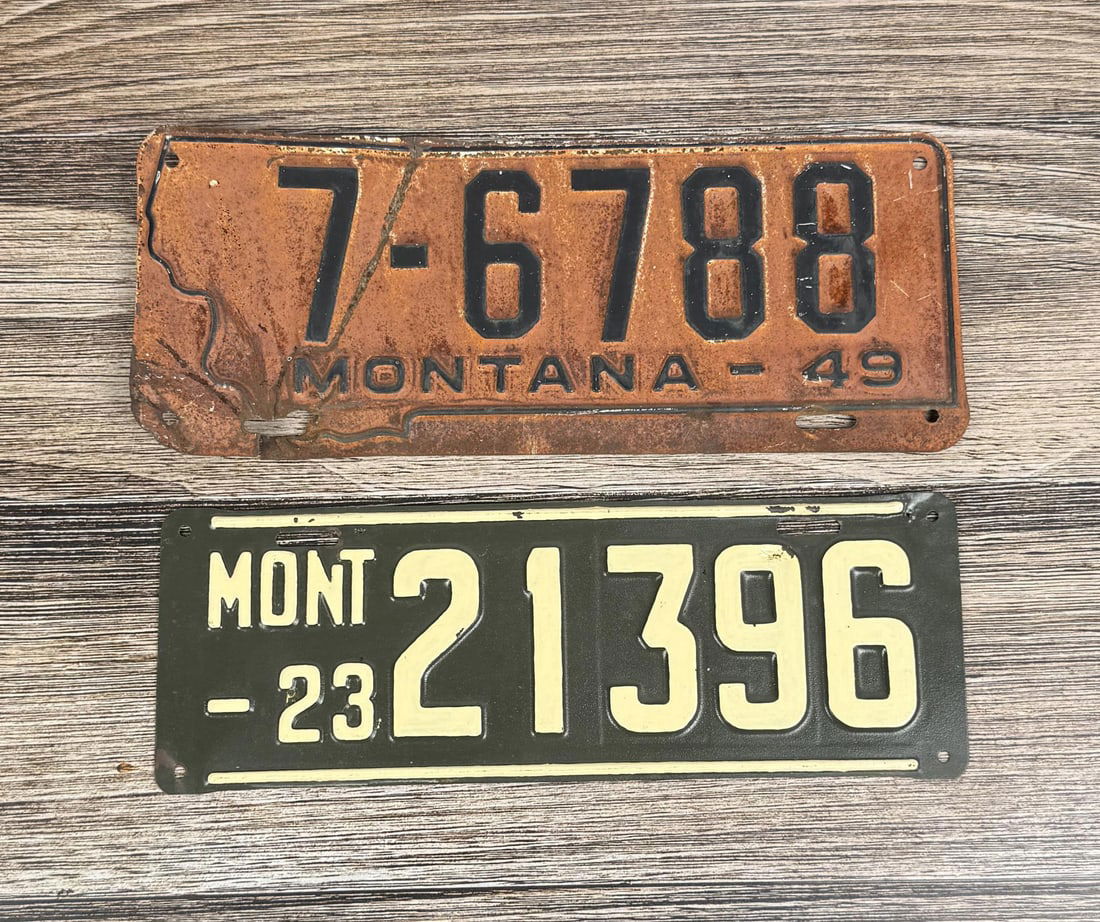 7-6788
MONTANA - 49
MONT 21396
- 23